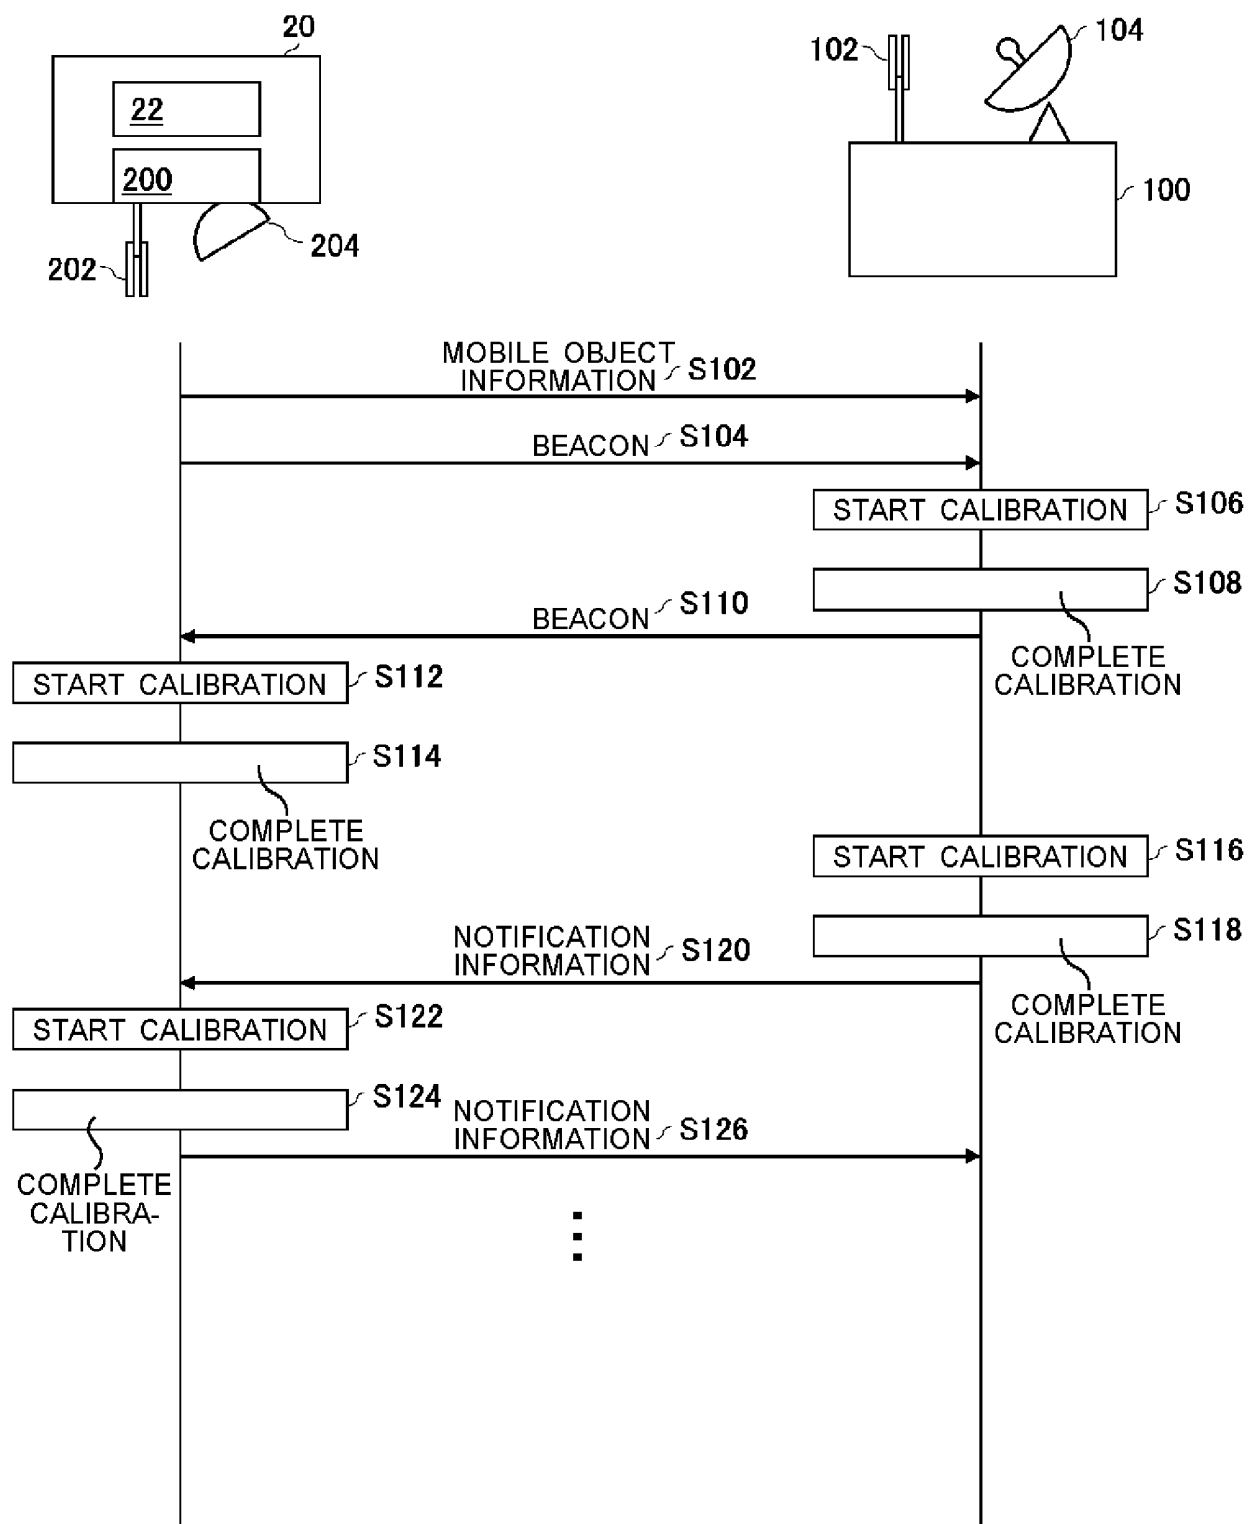 20
22
200
202
204
102
104
100
MOBILE OBJECT
INFORMATION
S102
BEACON
S104
START CALIBRATION
S106
S108
COMPLETE
CALIBRATION
BEACON
S110
START CALIBRATION
S112
S114
COMPLETE
CALIBRATION
START CALIBRATION
S116
S118
COMPLETE
CALIBRATION
NOTIFICATION
INFORMATION
S120
START CALIBRATION
S122
S124
COMPLETE
CALIBRA-
TION
NOTIFICATION
INFORMATION
S126